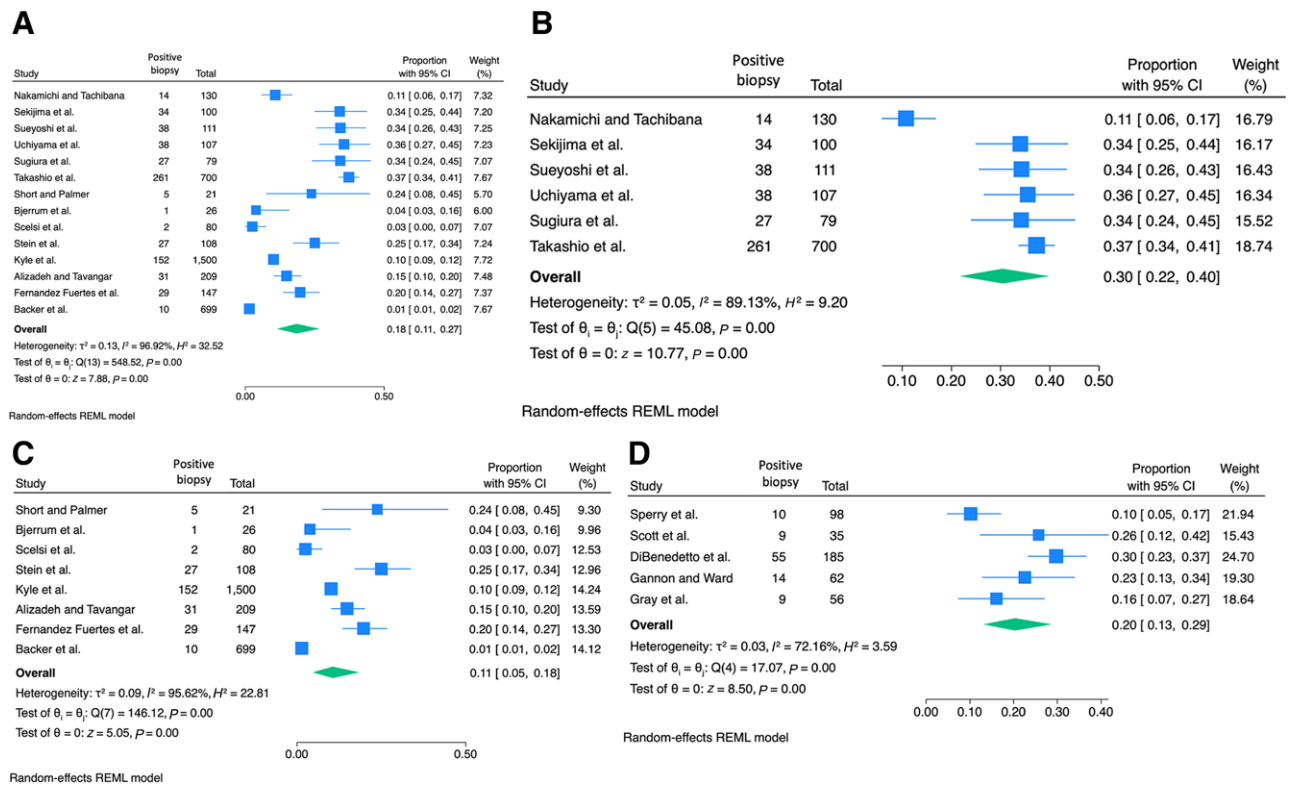 A
Study Positive biopsy Total Proportion with 95% CI Weight (%)
Nakamichi and Tachibana 14 130 0.11 [ 0.06, 0.17] 7.32
Sekijima et al. 34 100 0.34 [ 0.25, 0.44] 7.20
Sueyoshi et al. 38 111 0.34 [ 0.26, 0.43] 7.25
Uchiyama et al. 38 107 0.36 [ 0.27, 0.45] 7.23
Sugiura et al. 27 79 0.34 [ 0.24, 0.45] 7.07
Takashio et al. 261 700 0.37 [ 0.34, 0.41] 7.67
Short and Palmer 5 21 0.24 [ 0.08, 0.45] 5.70
Bjerrum et al. 1 26 0.04 [ 0.03, 0.16] 6.00
Scelsi et al. 2 80 0.03 [ 0.00, 0.07] 7.07
Stein et al. 27 108 0.25 [ 0.17, 0.34] 7.24
Kyle et al. 152 1,500 0.10 [ 0.09, 0.12] 7.72
Alizadeh and Tavangar 31 209 0.15 [ 0.10, 0.20] 7.48
Fernandez Fuertes et al. 29 147 0.20 [ 0.14, 0.27] 7.37
Backer et al. 10 699 0.01 [ 0.01, 0.02] 7.67
Overall 0.18 [ 0.11, 0.27]
Heterogeneity: τ² = 0.13, I² = 96.92%, H² = 32.52
Test of θi = θj: Q(13) = 548.52, P = 0.00
Test of θ = 0: z = 7.88, P = 0.00
0.00 0.50
Random-effects REML model
B
Study Positive biopsy Total Proportion with 95% CI Weight (%)
Nakamichi and Tachibana 14 130 0.11 [ 0.06, 0.17] 16.79
Sekijima et al. 34 100 0.34 [ 0.25, 0.44] 16.17
Sueyoshi et al. 38 111 0.34 [ 0.26, 0.43] 16.43
Uchiyama et al. 38 107 0.36 [ 0.27, 0.45] 16.34
Sugiura et al. 27 79 0.34 [ 0.24, 0.45] 15.52
Takashio et al. 261 700 0.37 [ 0.34, 0.41] 18.74
Overall 0.30 [ 0.22, 0.40]
Heterogeneity: τ² = 0.05, I² = 89.13%, H² = 9.20
Test of θi = θj: Q(5) = 45.08, P = 0.00
Test of θ = 0: z = 10.77, P = 0.00
0.10 0.20 0.30 0.40 0.50
Random-effects REML model
C
Study Positive biopsy Total Proportion with 95% CI Weight (%)
Short and Palmer 5 21 0.24 [ 0.08, 0.45] 9.30
Bjerrum et al. 1 26 0.04 [ 0.03, 0.16] 9.96
Scelsi et al. 2 80 0.03 [ 0.00, 0.07] 12.53
Stein et al. 27 108 0.25 [ 0.17, 0.34] 12.96
Kyle et al. 152 1,500 0.10 [ 0.09, 0.12] 14.24
Alizadeh and Tavangar 31 209 0.15 [ 0.10, 0.20] 13.59
Fernandez Fuertes et al. 29 147 0.20 [ 0.14, 0.27] 13.30
Backer et al. 10 699 0.01 [ 0.01, 0.02] 14.12
Overall 0.11 [ 0.05, 0.18]
Heterogeneity: τ² = 0.09, I² = 95.62%, H² = 22.81
Test of θi = θj: Q(7) = 146.12, P = 0.00
Test of θ = 0: z = 5.05, P = 0.00
0.00 0.50
Random-effects REML model
D
Study Positive biopsy Total Proportion with 95% CI Weight (%)
Sperry et al. 10 98 0.10 [ 0.05, 0.17] 21.94
Scott et al. 9 35 0.26 [ 0.12, 0.42] 15.43
DiBenedetto et al. 55 185 0.30 [ 0.23, 0.37] 24.70
Gannon and Ward 14 62 0.23 [ 0.13, 0.34] 19.30
Gray et al. 9 56 0.16 [ 0.07, 0.27] 18.64
Overall 0.20 [ 0.13, 0.29]
Heterogeneity: τ² = 0.03, I² = 72.16%, H² = 3.59
Test of θi = θj: Q(4) = 17.07, P = 0.00
Test of θ = 0: z = 8.50, P = 0.00
0.00 0.10 0.20 0.30 0.40
Random-effects REML model